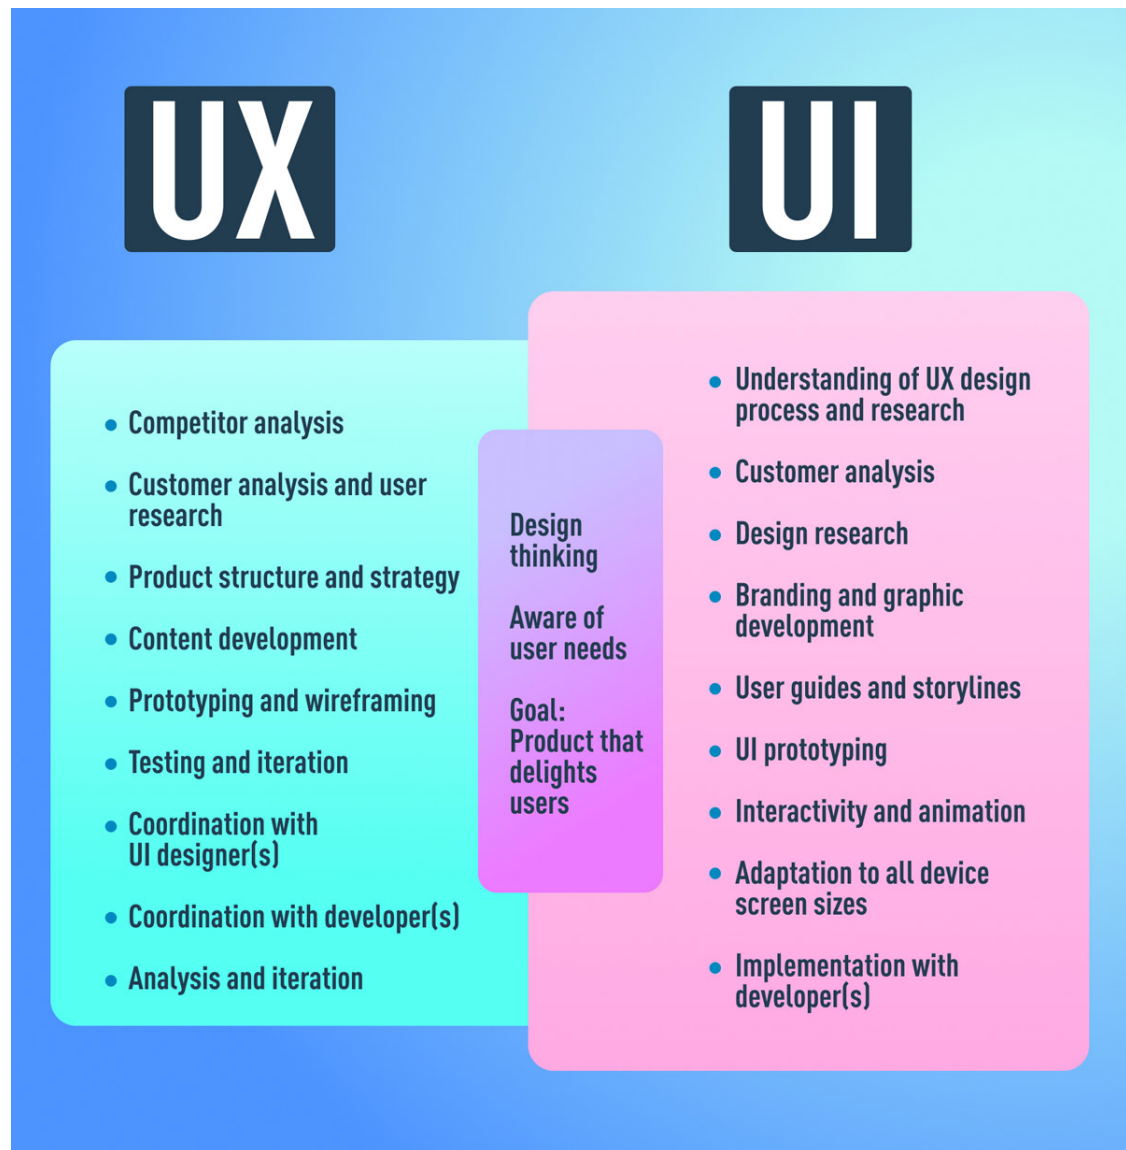 UX
UI
Competitor analysis
Customer analysis and user
research
Product structure and strategy
Content development
Prototyping and wireframing
Testing and iteration
Coordination with
UI designer(s)
Coordination with developer(s)
Analysis and iteration
Design
thinking
Aware of
user needs
Goal:
Product that
delights
users
Understanding of UX design
process and research
Customer analysis
Design research
Branding and graphic
development
User guides and storylines
UI prototyping
Interactivity and animation
Adaptation to all device
screen sizes
Implementation with
developer(s)